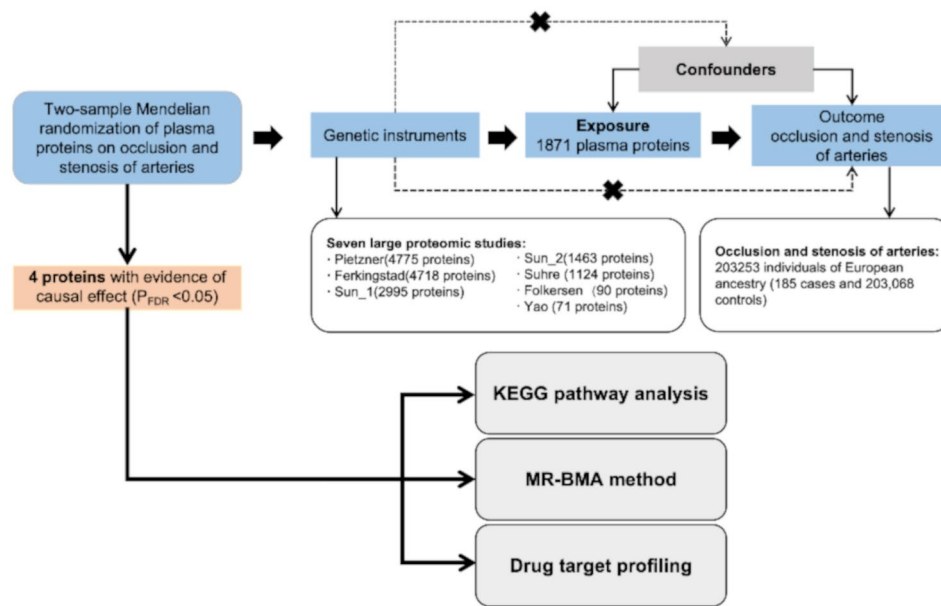 Confounders
Two-sample Mendelian
randomization of plasma
proteins on occlusion and
stenosis of arteries
Genetic instruments
Exposure
1871 plasma proteins
Outcome
occlusion and stenosis
of arteries
4 proteins with evidence of
causal effect (PFDR <0.05)
Seven large proteomic studies:
· Pietzner(4775 proteins)
· Ferkingstad(4718 proteins)
· Sun_1(2995 proteins)
· Sun_2(1463 proteins)
· Suhre (1124 proteins)
· Folkersen (90 proteins)
· Yao (71 proteins)
Occlusion and stenosis of arteries:
203253 individuals of European
ancestry (185 cases and 203,068
controls)
KEGG pathway analysis
MR-BMA method
Drug target profiling